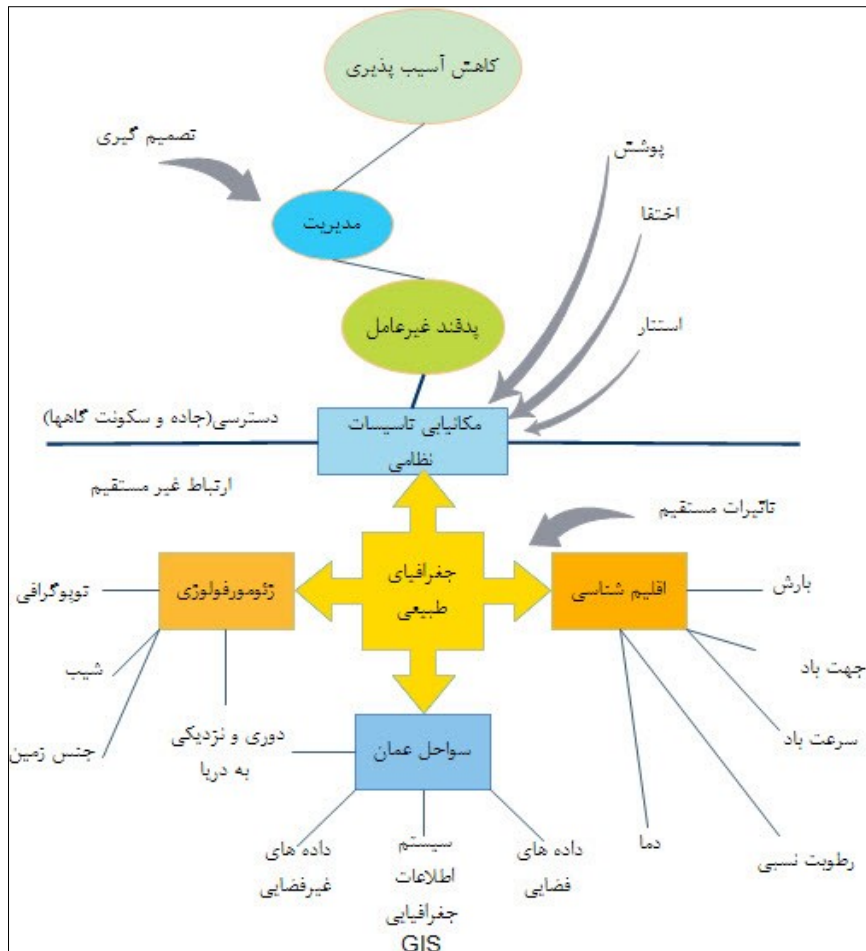 کاهش آسیب پذیری
تصمیم گیری
پوشش
مدیریت
اختفا
پدقند غیرعامل
استتار
دسترسی(جاده و سکونت گاهها)
مکانیابی تاسیسات
نظامی
ارتباط غیر مستقیم
تاثیرات مستقیم
جغرافیای
طبیعی
اقلیم شناسی
ژئومورفولوژی
بارش
توپوگرافی
جهت باد
شیب
سرعت باد
جنس زمین
دوری و نزدیکی
به دریا
سواحل عمان
رطوبت نسبی
دما
داده های
فضایی
سیستم
اطلاعات
جغرافیایی
GIS
داده های
غیرفضایی